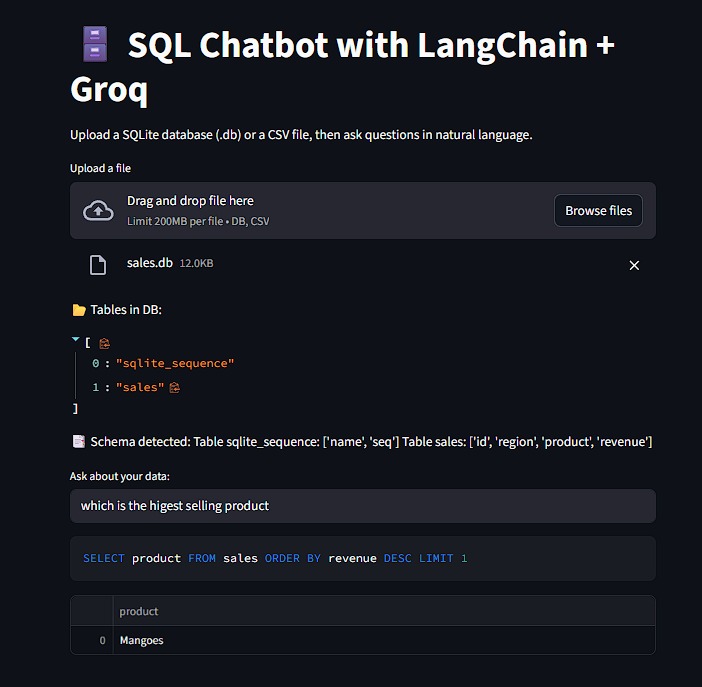 SQL Chatbot with LangChain +
Groq
Upload a SQLite database (.db) or a CSV file, then ask questions in natural language.
Upload a file
Drag and drop file here
Limit 200MB per file • DB, CSV
Browse files
sales.db 12.0KB
Tables in DB:
[
0 : "sqlite_sequence"
1 : "sales"
]
Schema detected: Table sqlite_sequence: ['name', 'seq'] Table sales: ['id', 'region', 'product', 'revenue']
Ask about your data:
which is the higest selling product
SELECT product FROM sales ORDER BY revenue DESC LIMIT 1
product
0 Mangoes